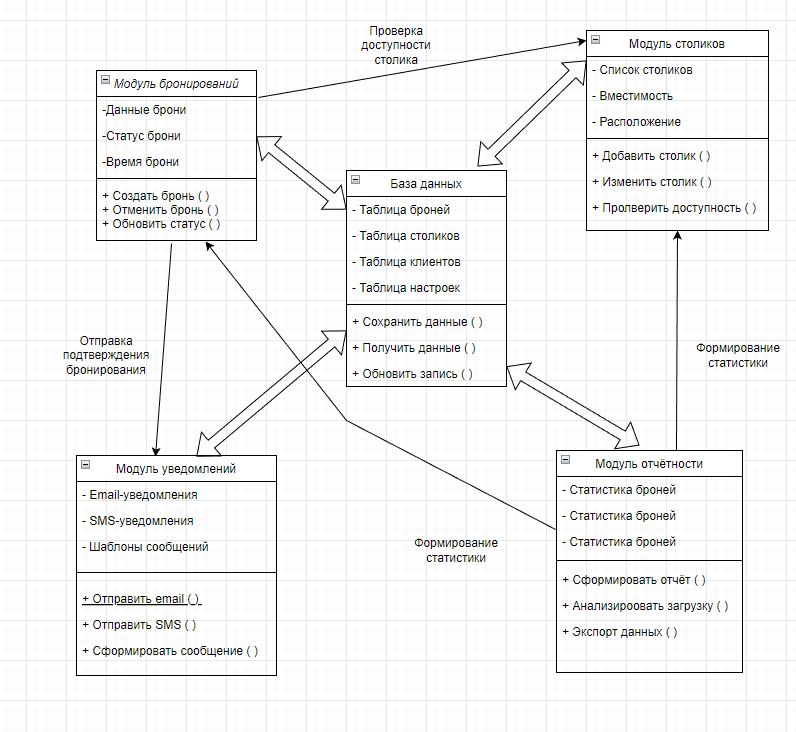 Проверка
доступности
столика
Модуль столиков
- Список столиков
- Вместимость
- Расположение
+ Добавить столик ( )
+ Изменить столик ( )
+ Пролверить доступность ( )
Модуль бронирований
-Данные брони
-Статус брони
-Время брони
+ Создать бронь ( )
+ Отменить бронь ( )
+ Обновить статус ( )
База данных
- Таблица броней
- Таблица столиков
- Таблица клиентов
- Таблица настроек
+ Сохранить данные ( )
+ Получить данные ( )
+ Обновить запись ( )
Отправка
подтверждения
бронирования
Формирование
статистики
Модуль уведомлений
- Email-уведомления
- SMS-уведомления
- Шаблоны сообщений
+ Отправить email ( )
+ Отправить SMS ( )
+ Сформировать сообщение ( )
Формирование
статистики
Модуль отчётности
- Статистика броней
- Статистика броней
- Статистика броней
+ Сформировать отчёт ( )
+ Анализироовать загрузку ( )
+ Экспорт данных ( )